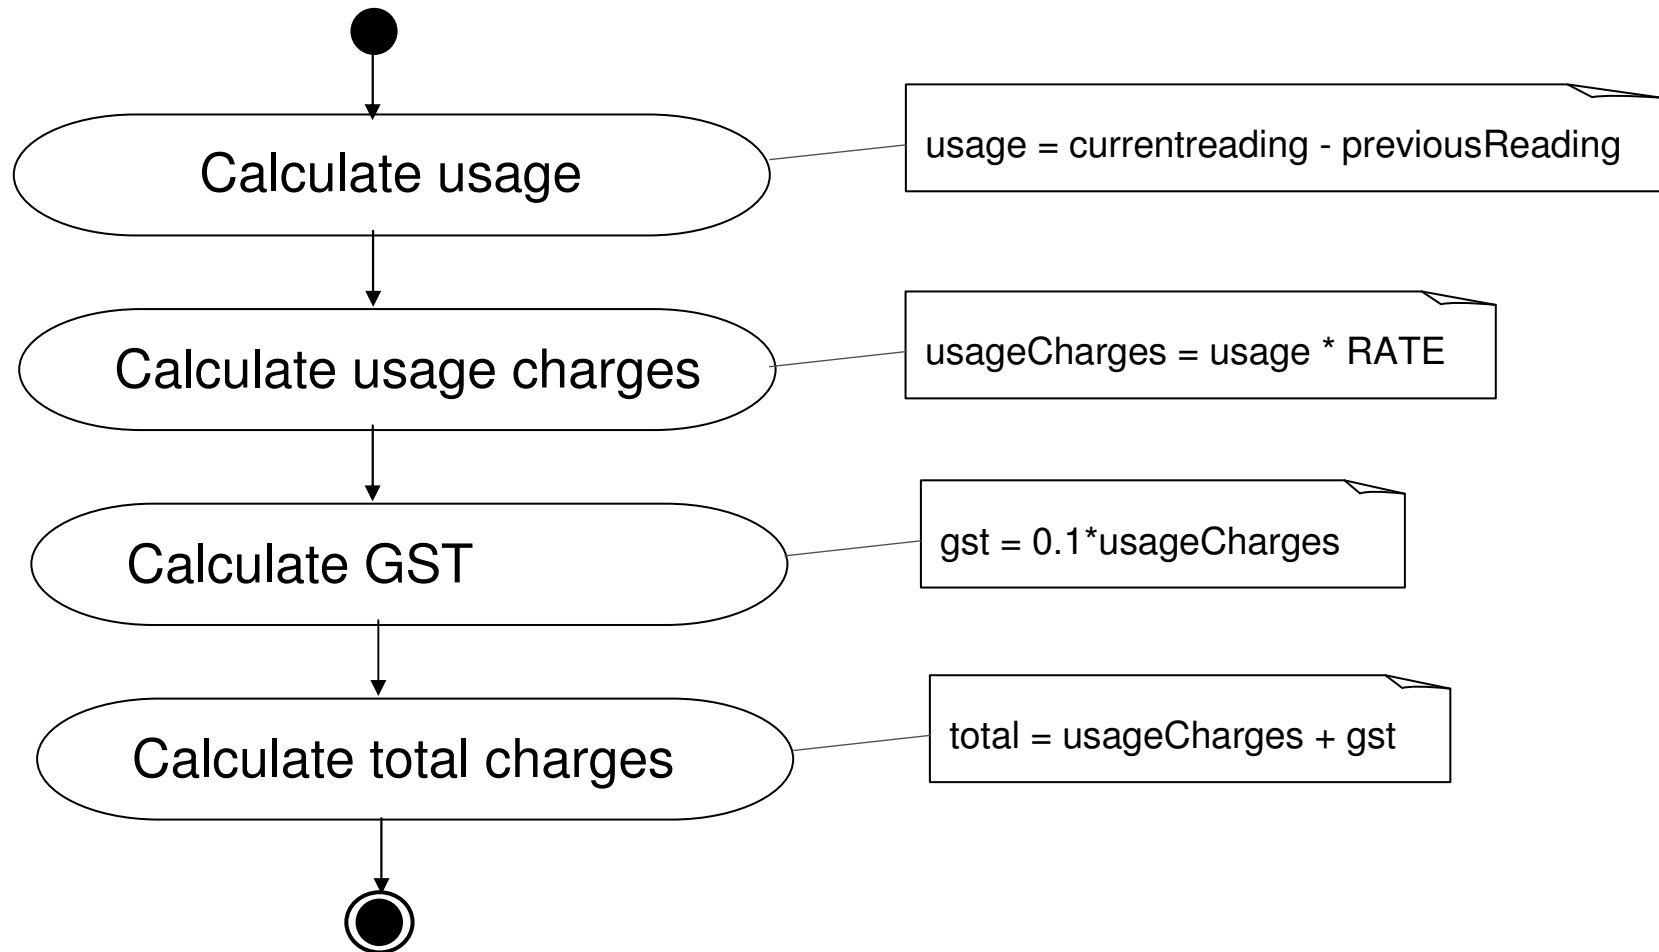 Calculate usage
usage = currentreading - previousReading
Calculate usage charges
usageCharges = usage * RATE
Calculate GST
gst = 0.1*usageCharges
Calculate total charges
total = usageCharges + gst